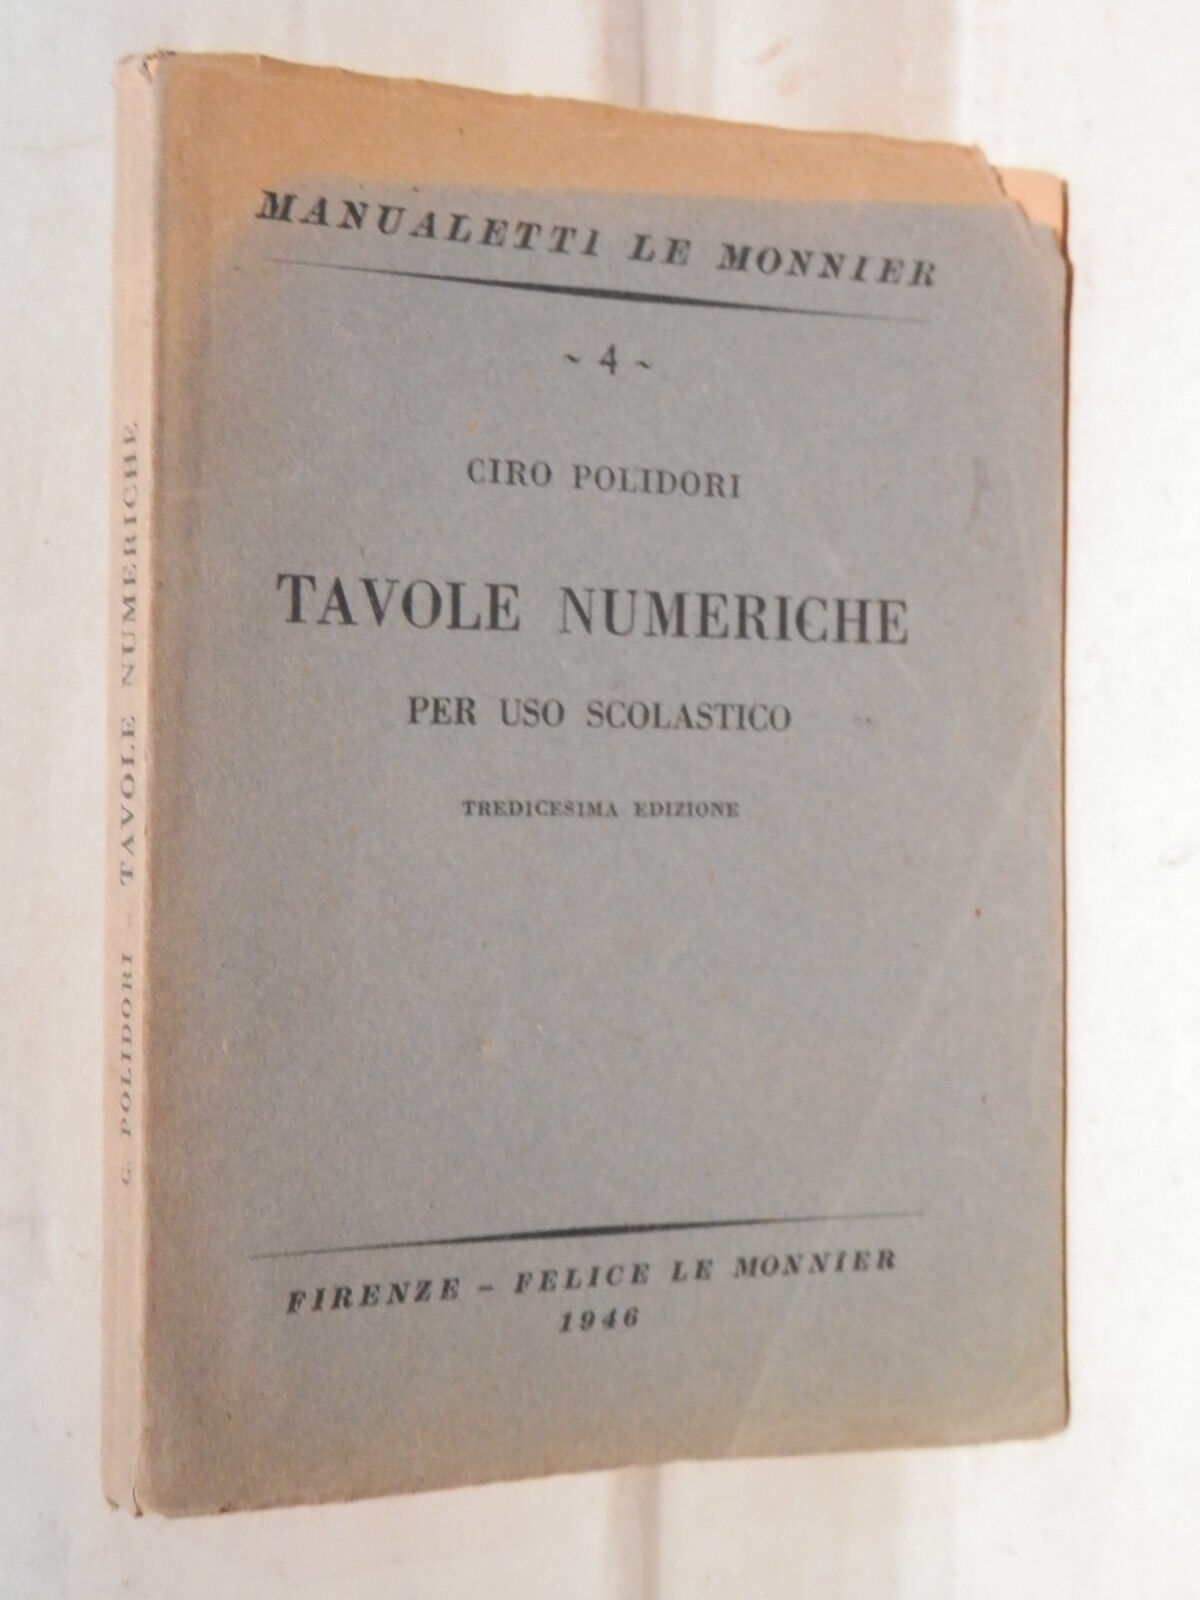 MANUALETTI LE MONNIER
~ 4 ~
CIRO POLIDORI
TAVOLE NUMERICHE
PER USO SCOLASTICO
TREDICESIMA EDIZIONE
FIRENZE - FELICE LE MONNIER
1946
G. POLIDORI - TAVOLE NUMERICHE